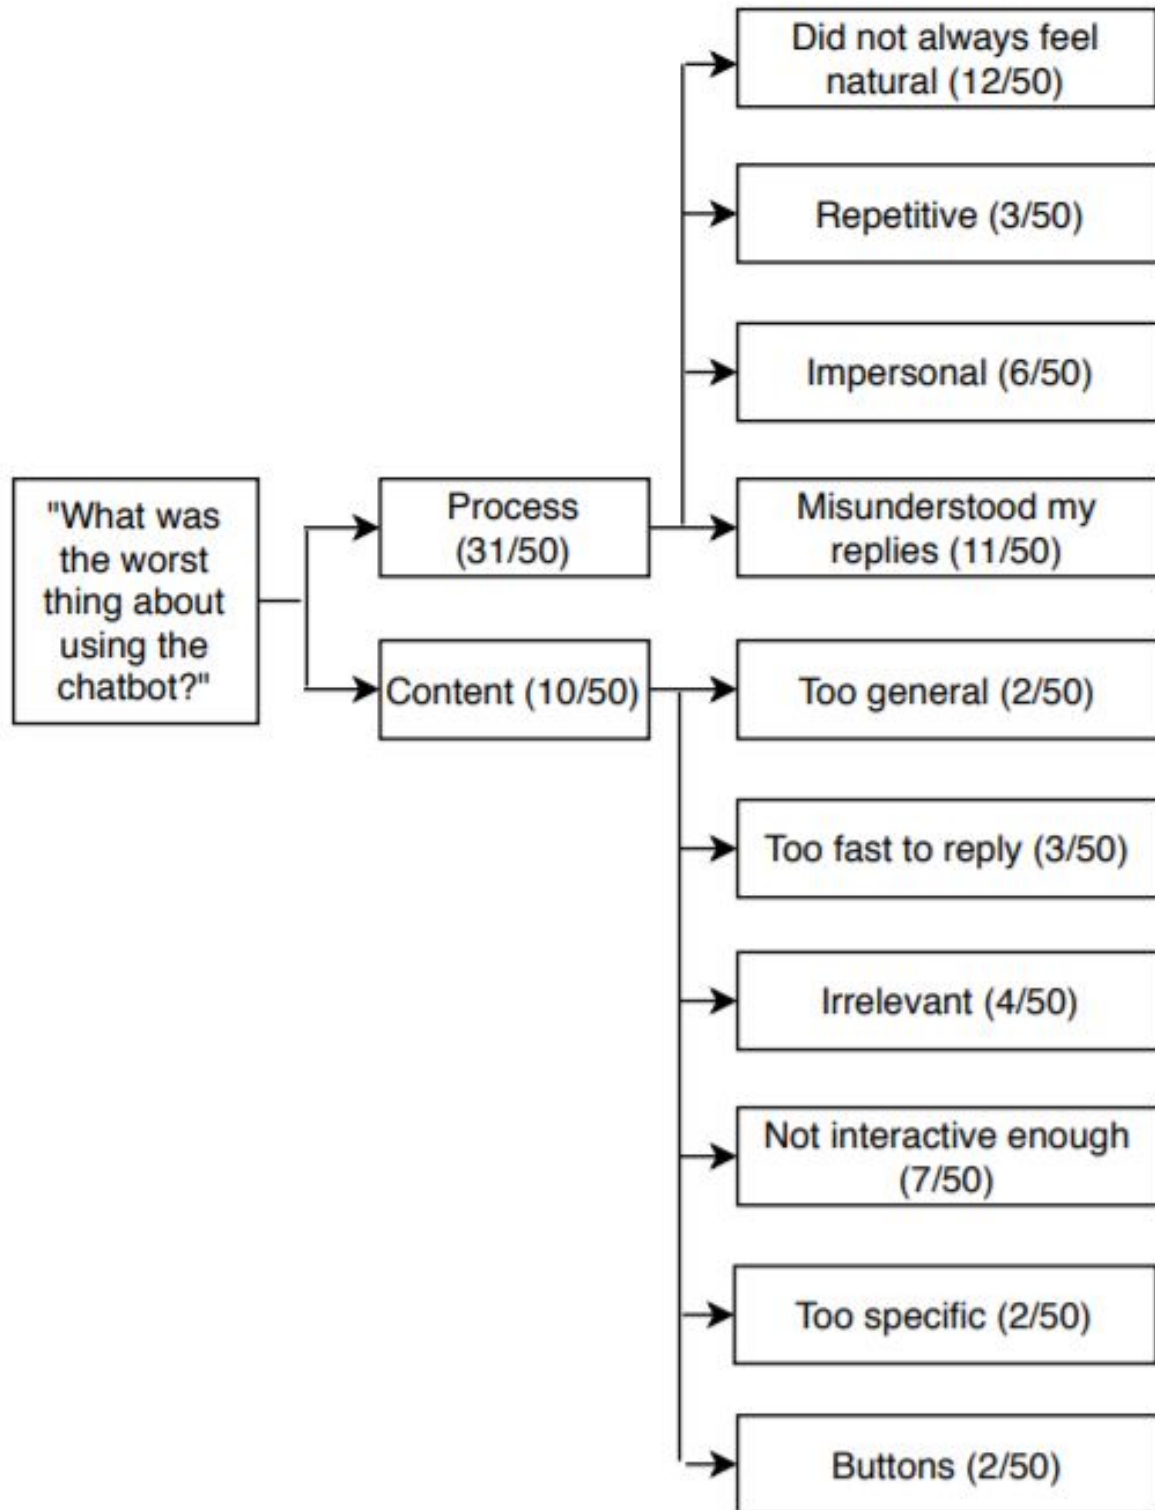 "What was
the worst
thing about
using the
chatbot?"
Process
(31/50)
Content (10/50)
Did not always feel
natural (12/50)
Repetitive (3/50)
Impersonal (6/50)
Misunderstood my
replies (11/50)
Too general (2/50)
Too fast to reply (3/50)
Irrelevant (4/50)
Not interactive enough
(7/50)
Too specific (2/50)
Buttons (2/50)